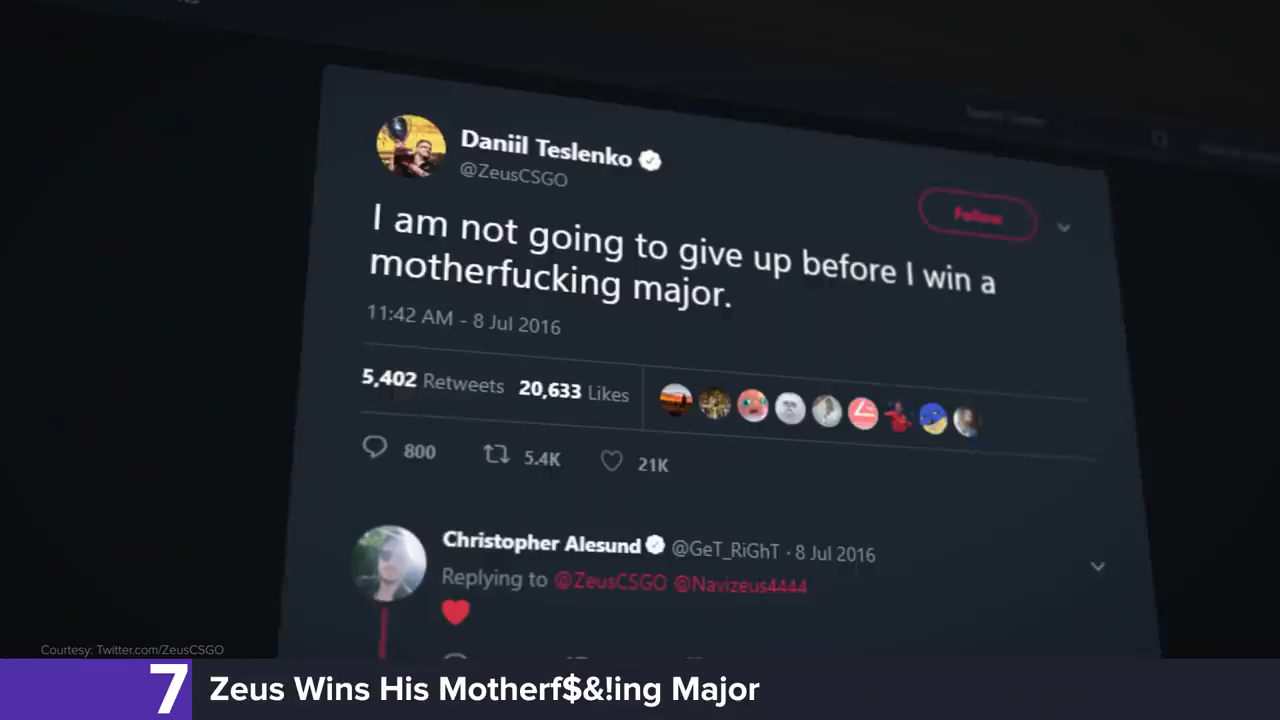 Daniil Teslenko
@ZeusCSGO
Follow
I am not going to give up before I win a
motherfucking major.
11:42 AM - 8 Jul 2016
5,402 Retweets 20,633 Likes
800 5.4K 21K
Christopher Alesund @GeT_RiGhT · 8 Jul 2016
Replying to @ZeusCSGO @Navizeus4444
Courtesy: Twitter.com/ZeusCSGO
7 Zeus Wins His Motherf$&!ing Major